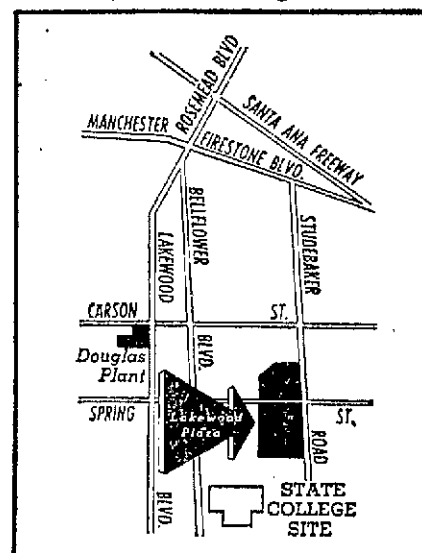 ROSEMEAD BLVD
SANTA ANA FREEWAY
MANCHESTER
FIRESTONE BLVD.
LAKEWOOD
BELLFLOWER
STUDEBAKER
CARSON ST.
Douglas
Plant
BLVD.
SPRING ST.
Lakewood
Plaza
ROAD
BLVD.
STATE
COLLEGE
SITE